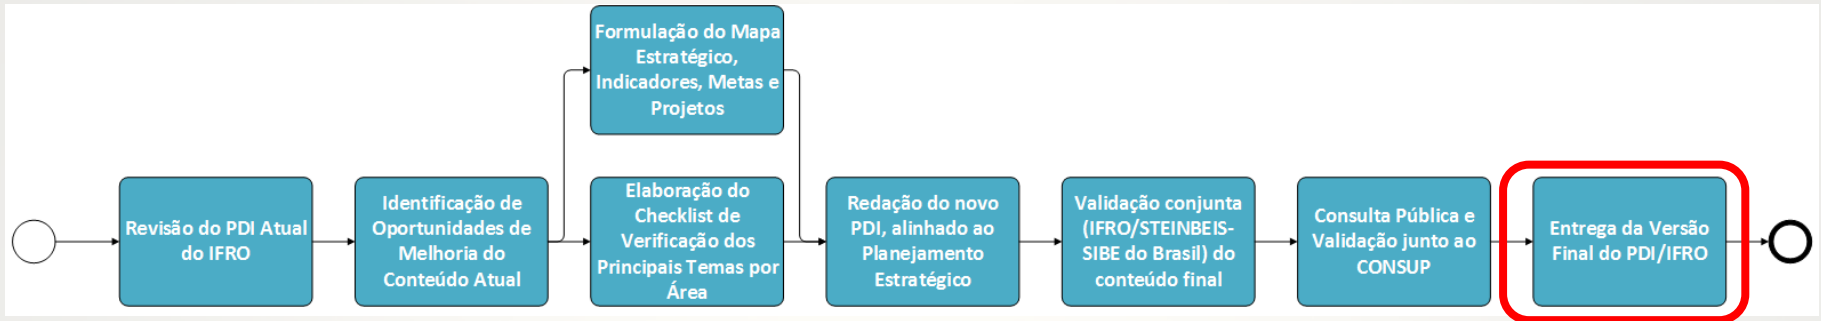 Revisão do PDI Atual
do IFRO
Identificação de
Oportunidades de
Melhoria do
Conteúdo Atual
Formulação do Mapa
Estratégico,
Indicadores, Metas e
Projetos
Elaboração do
Checklist de
Verificação dos
Principais Temas por
Área
Redação do novo
PDI, alinhado ao
Planejamento
Estratégico
Validação conjunta
(IFRO/STEINBEIS-
SIBE do Brasil) do
conteúdo final
Consulta Pública e
Validação junto ao
CONSUP
Entrega da Versão
Final do PDI/IFRO